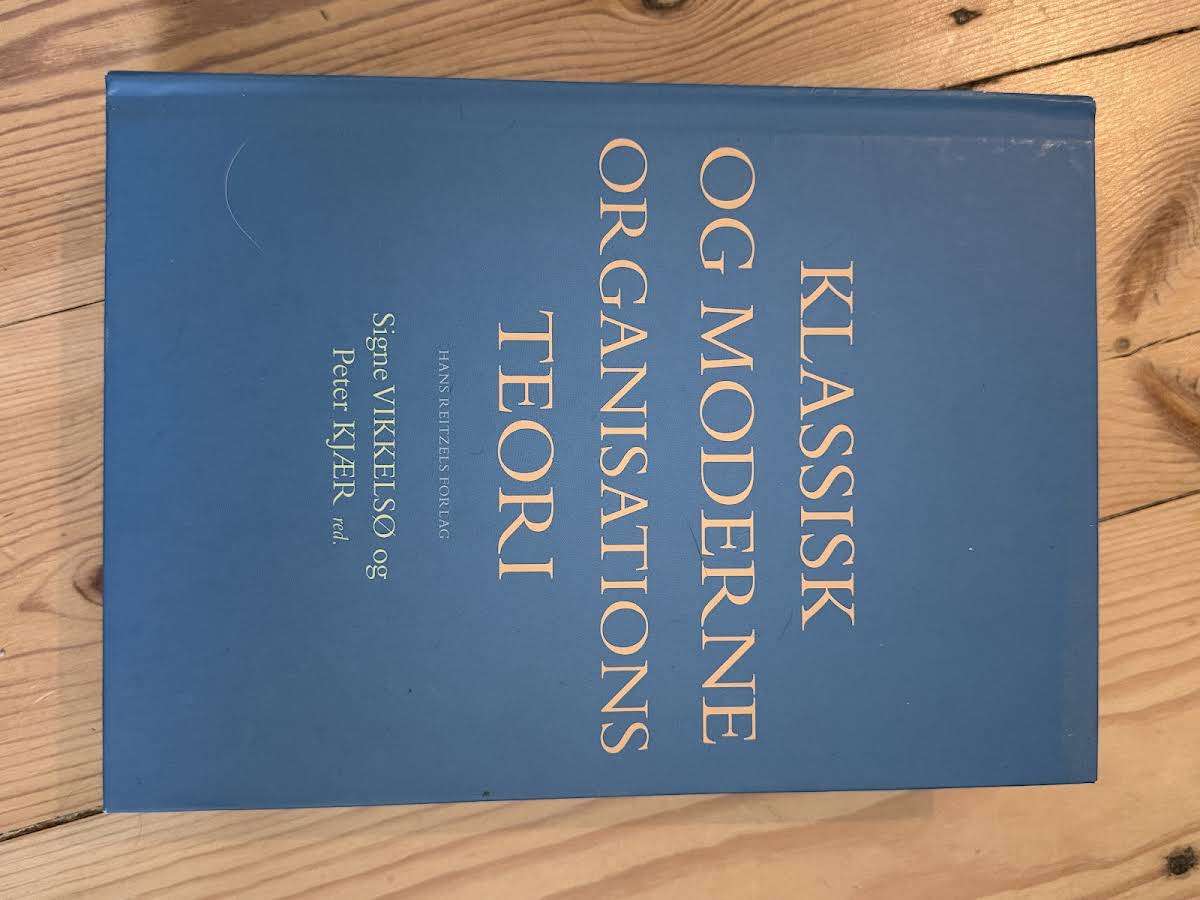 KLASSISK
OG MODERNE
ORGANISATIONS
TEORI
HANS REITZELS FORLAG
Signe VIKKELSØ og
Peter KJÆR red.